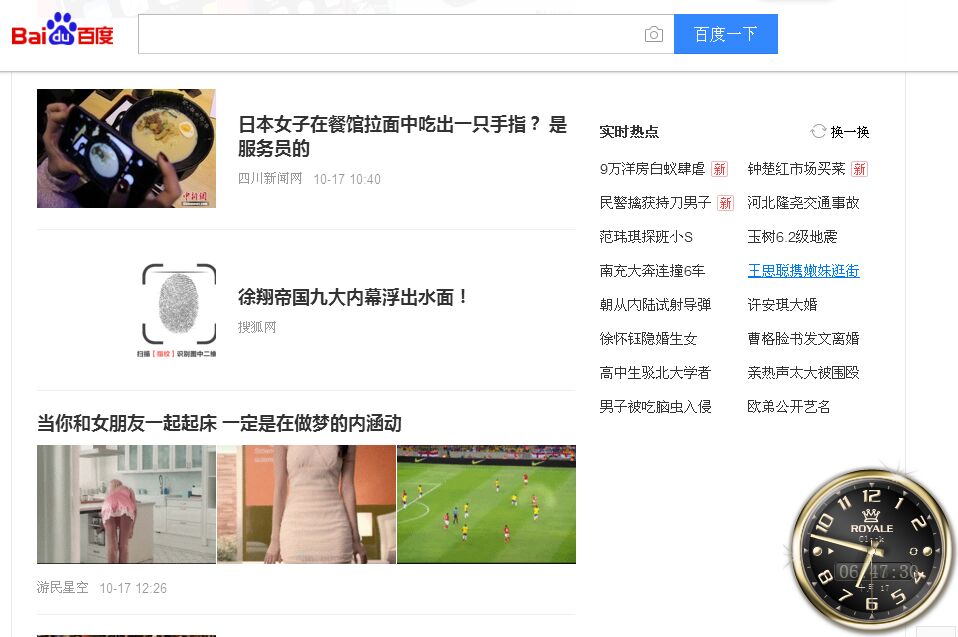 Bai du 百度
百度一下
日本女子在餐馆拉面中吃出一只手指？ 是
服务员的
四川新闻网 10-17 10:40
中新网
徐翔帝国九大内幕浮出水面！
搜狐网
扫描【指纹】识别图中二维
当你和女朋友一起起床 一定是在做梦的内涵动
游民星空 10-17 12:26
实时热点 换一换
9万洋房白蚁肆虐 新 钟楚红市场买菜 新
民警擒获持刀男子 新 河北隆尧交通事故
范玮琪探班小S 玉树6.2级地震
南充大奔连撞6车 王思聪携嫩妹逛街
朝从内陆试射导弹 许安琪大婚
徐怀钰隐婚生女 曹格脸书发文离婚
高中生驳北大学者 亲热声太大被围殴
男子被吃脑虫入侵 欧弟公开艺名
12
11 1
10 2
ROYALE
Clock
06:47:30
十月 17
8 4
7 5
6